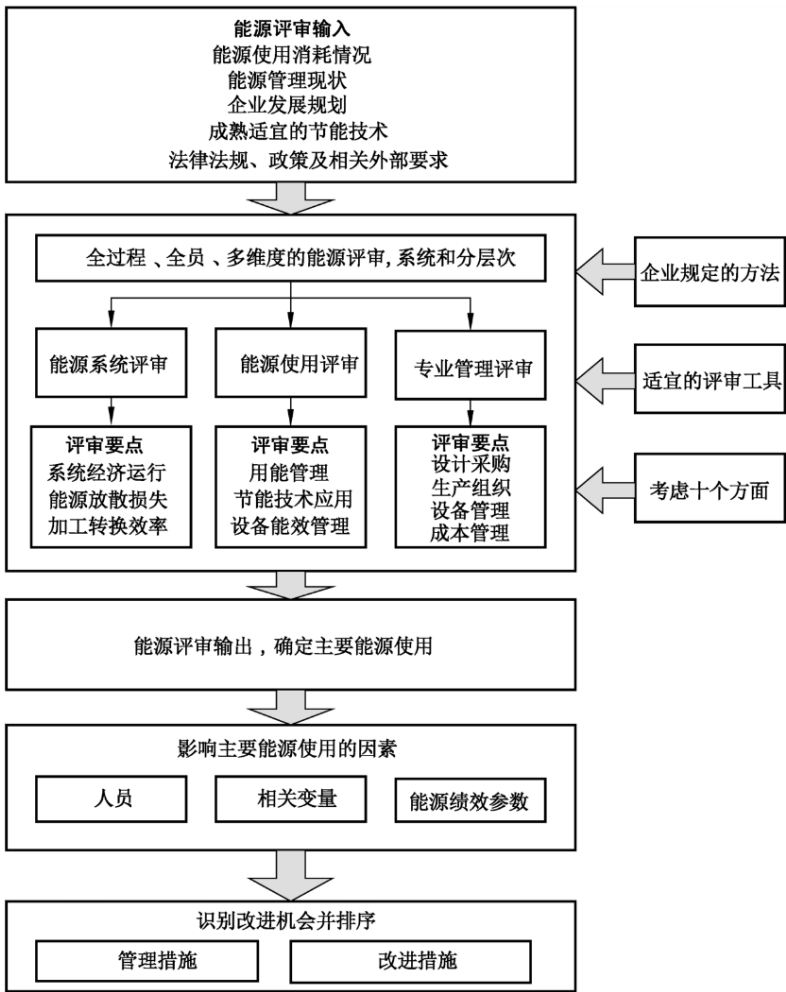 能源评审输入
能源使用消耗情况
能源管理现状
企业发展规划
成熟适宜的节能技术
法律法规、政策及相关外部要求
全过程、全员、多维度的能源评审,系统和分层次
企业规定的方法
能源系统评审
能源使用评审
专业管理评审
适宜的评审工具
评审要点
系统经济运行
能源放散损失
加工转换效率
评审要点
用能管理
节能技术应用
设备能效管理
评审要点
设计采购
生产组织
设备管理
成本管理
考虑十个方面
能源评审输出,确定主要能源使用
影响主要能源使用的因素
人员
相关变量
能源绩效参数
识别改进机会并排序
管理措施
改进措施